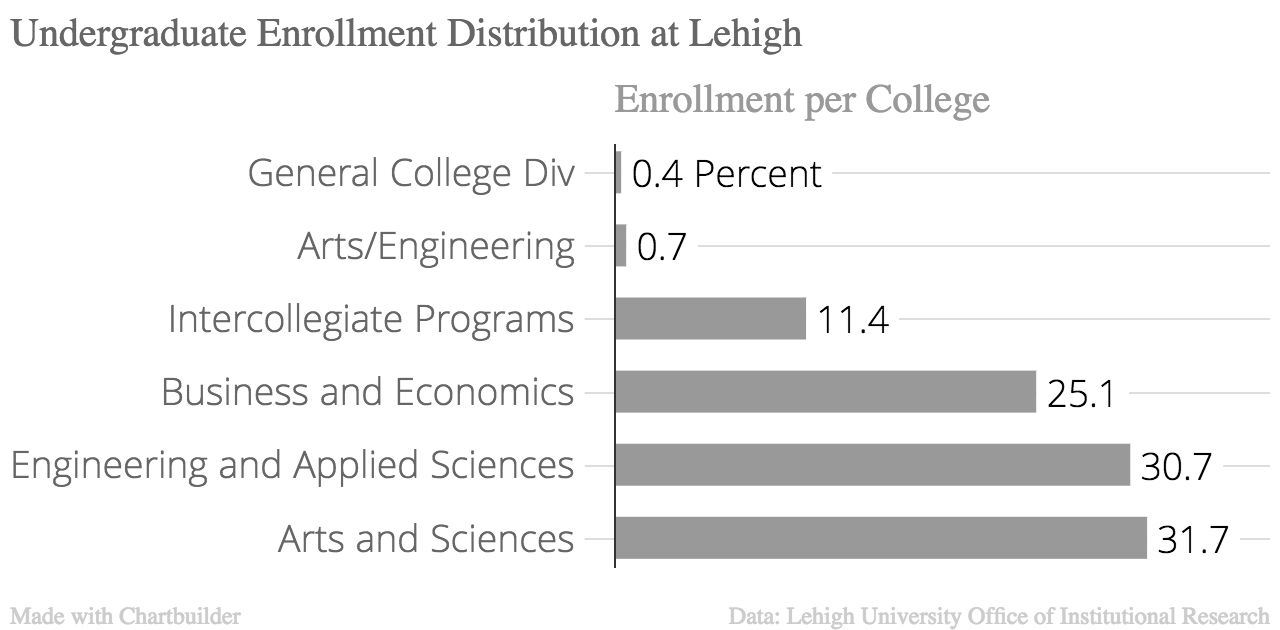 Undergraduate Enrollment Distribution at Lehigh
Enrollment per College
General College Div 0.4 Percent
Arts/Engineering 0.7
Intercollegiate Programs 11.4
Business and Economics 25.1
Engineering and Applied Sciences 30.7
Arts and Sciences 31.7
Made with Chartbuilder Data: Lehigh University Office of Institutional Research